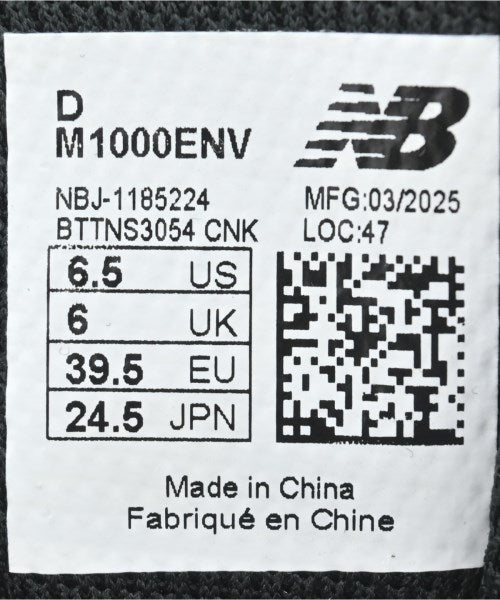 D
M1000ENV
NB
NBJ-1185224
MFG:03/2025
BTTNS3054 CNK
LOC:47
6.5 US
6 UK
39.5 EU
24.5 JPN
Made in China
Fabriqué en Chine